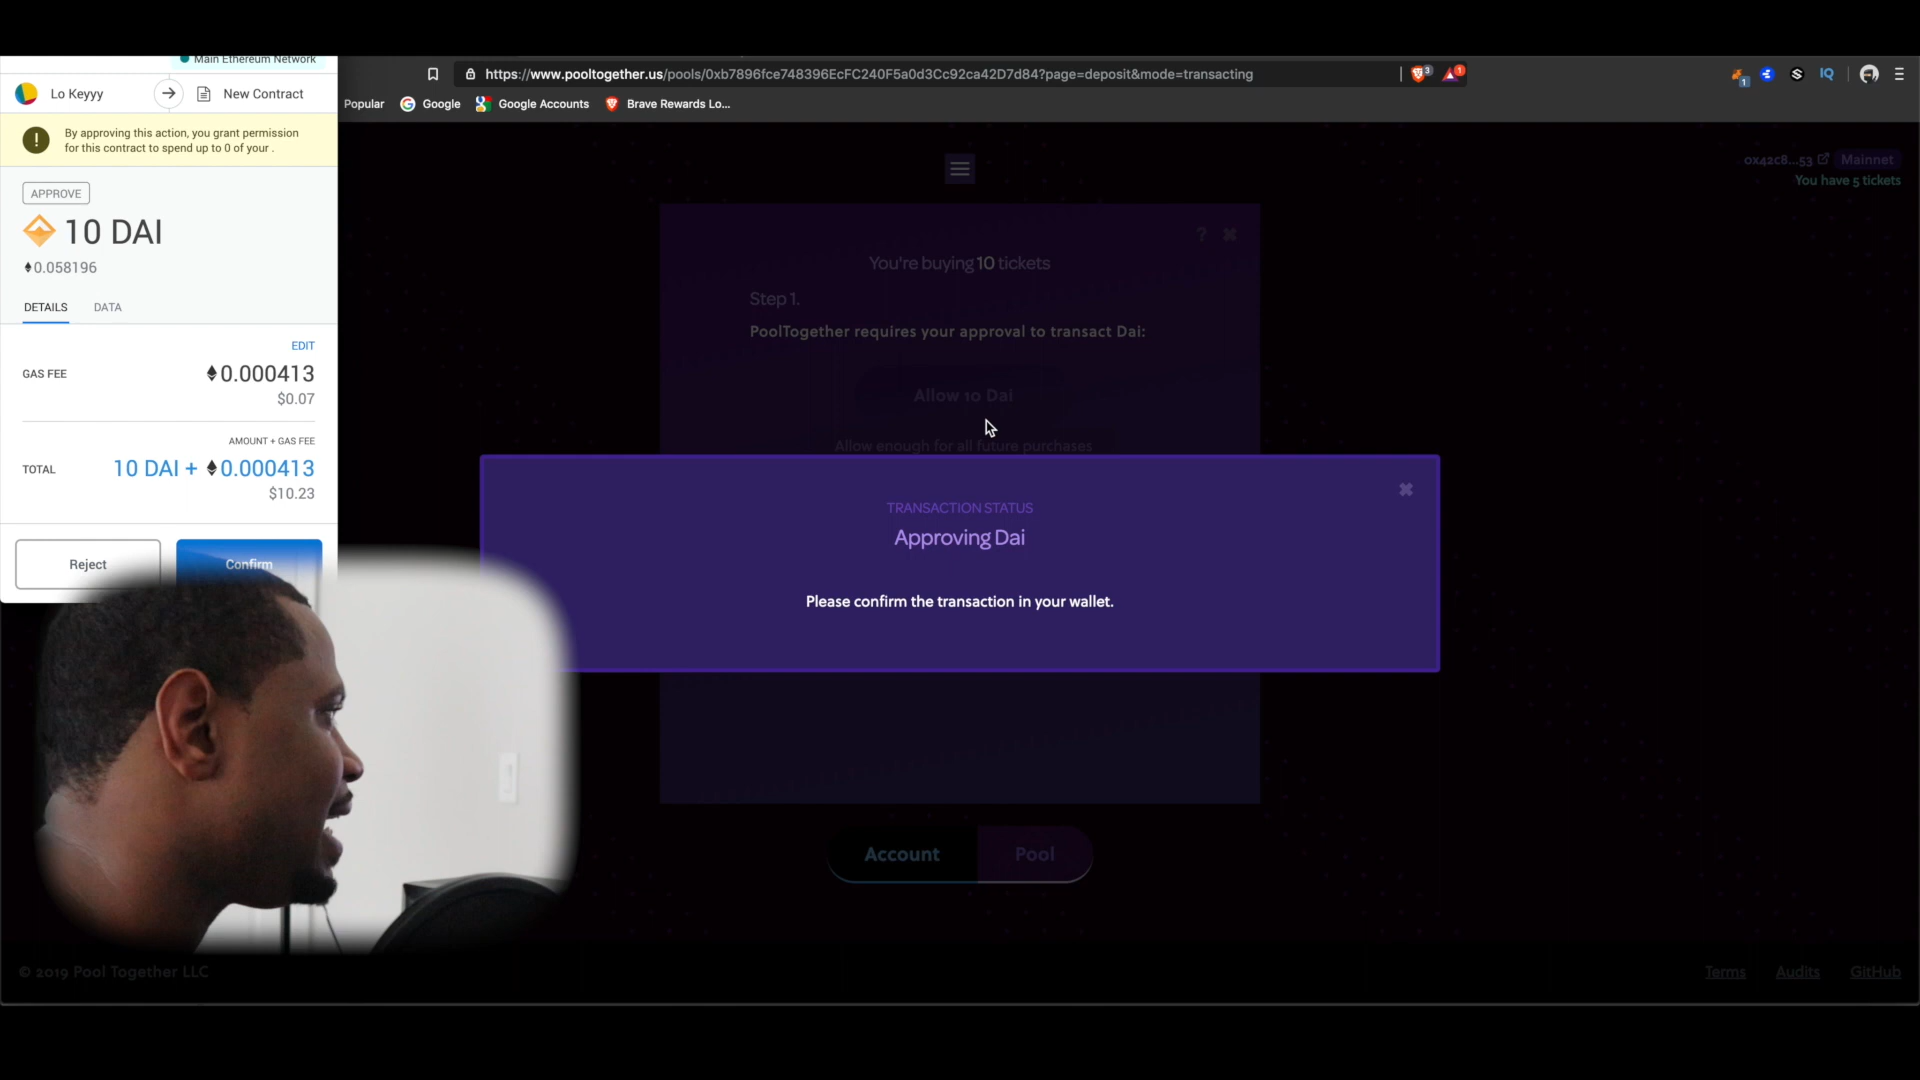 Main Ethereum Network
https://www.pooltogether.us/pools/0xb7896fce748396EcFC240F5a0d3Cc92ca42D7d84?page=deposit&mode=transacting
3
1
1
IQ
Lo Keyyy
New Contract
Popular
Google
Google Accounts
Brave Rewards Lo...
! By approving this action, you grant permission
for this contract to spend up to 0 of your .
0x42c8...53 Mainnet
You have 5 tickets
APPROVE
10 DAI
0.058196
DETAILS DATA
EDIT
GAS FEE 0.000413
$0.07
AMOUNT + GAS FEE
TOTAL 10 DAI + 0.000413
$10.23
Reject Confirm
?
You're buying 10 tickets
Step 1.
PoolTogether requires your approval to transact Dai:
Allow 10 Dai
Allow enough for all future purchases
TRANSACTION STATUS
Approving Dai
Please confirm the transaction in your wallet.
Account Pool
© 2019 Pool Together LLC
Terms Audits GitHub